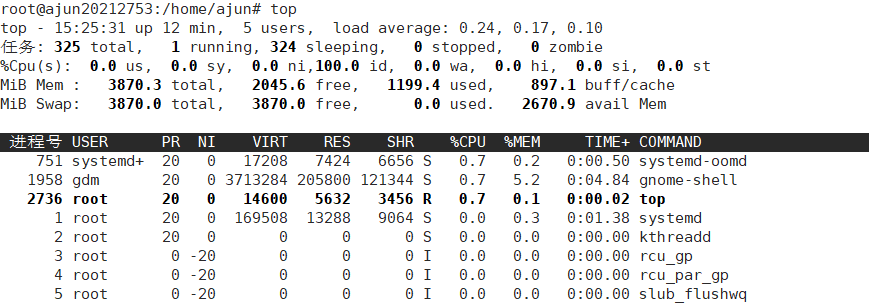 root@ajun20212753:/home/ajun# top
top - 15:25:31 up 12 min,  5 users,  load average: 0.24, 0.17, 0.10
任务: 325 total,   1 running, 324 sleeping,   0 stopped,   0 zombie
%Cpu(s):  0.0 us,  0.0 sy,  0.0 ni,100.0 id,  0.0 wa,  0.0 hi,  0.0 si,  0.0 st
MiB Mem :   3870.3 total,   2045.6 free,   1199.4 used,    897.1 buff/cache
MiB Swap:   3870.0 total,   3870.0 free,      0.0 used.   2670.9 avail Mem
进程号 USER      PR  NI    VIRT    RES    SHR    %CPU  %MEM     TIME+ COMMAND
751 systemd+  20   0   17208   7424   6656 S   0.7   0.2   0:00.50 systemd-oomd
1958 gdm       20   0 3713284 205800 121344 S   0.7   5.2   0:04.84 gnome-shell
2736 root      20   0   14600   5632   3456 R   0.7   0.1   0:00.02 top
1 root      20   0  169508  13288   9064 S   0.0   0.3   0:01.38 systemd
2 root      20   0       0      0      0 S   0.0   0.0   0:00.00 kthreadd
3 root       0 -20       0      0      0 I   0.0   0.0   0:00.00 rcu_gp
4 root       0 -20       0      0      0 I   0.0   0.0   0:00.00 rcu_par_gp
5 root       0 -20       0      0      0 I   0.0   0.0   0:00.00 slub_flushwq